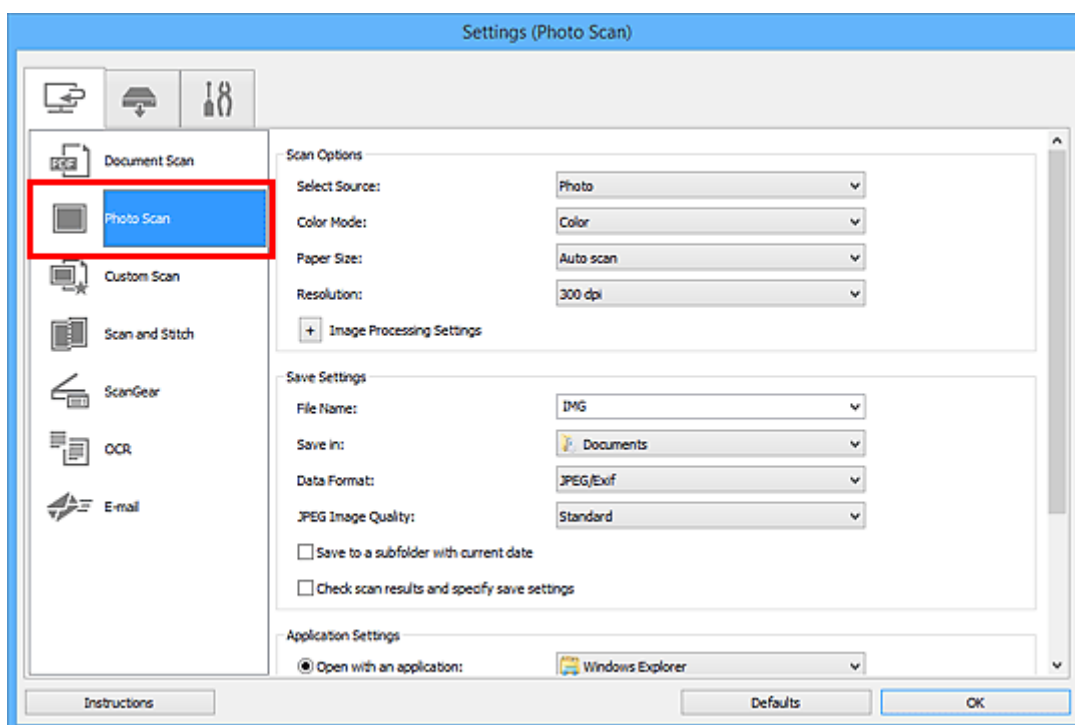 Settings (Photo Scan)
PDF
Document Scan
Photo Scan
Custom Scan
Scan and Stitch
ScanGear
OCR
E-mail
Scan Options
Select Source: Photo
Color Mode: Color
Paper Size: Auto scan
Resolution: 300 dpi
+ Image Processing Settings
Save Settings
File Name: IMG
Save in: Documents
Data Format: JPEG/Exif
JPEG Image Quality: Standard
Save to a subfolder with current date
Check scan results and specify save settings
Application Settings
Open with an application: Windows Explorer
Instructions
Defaults
OK